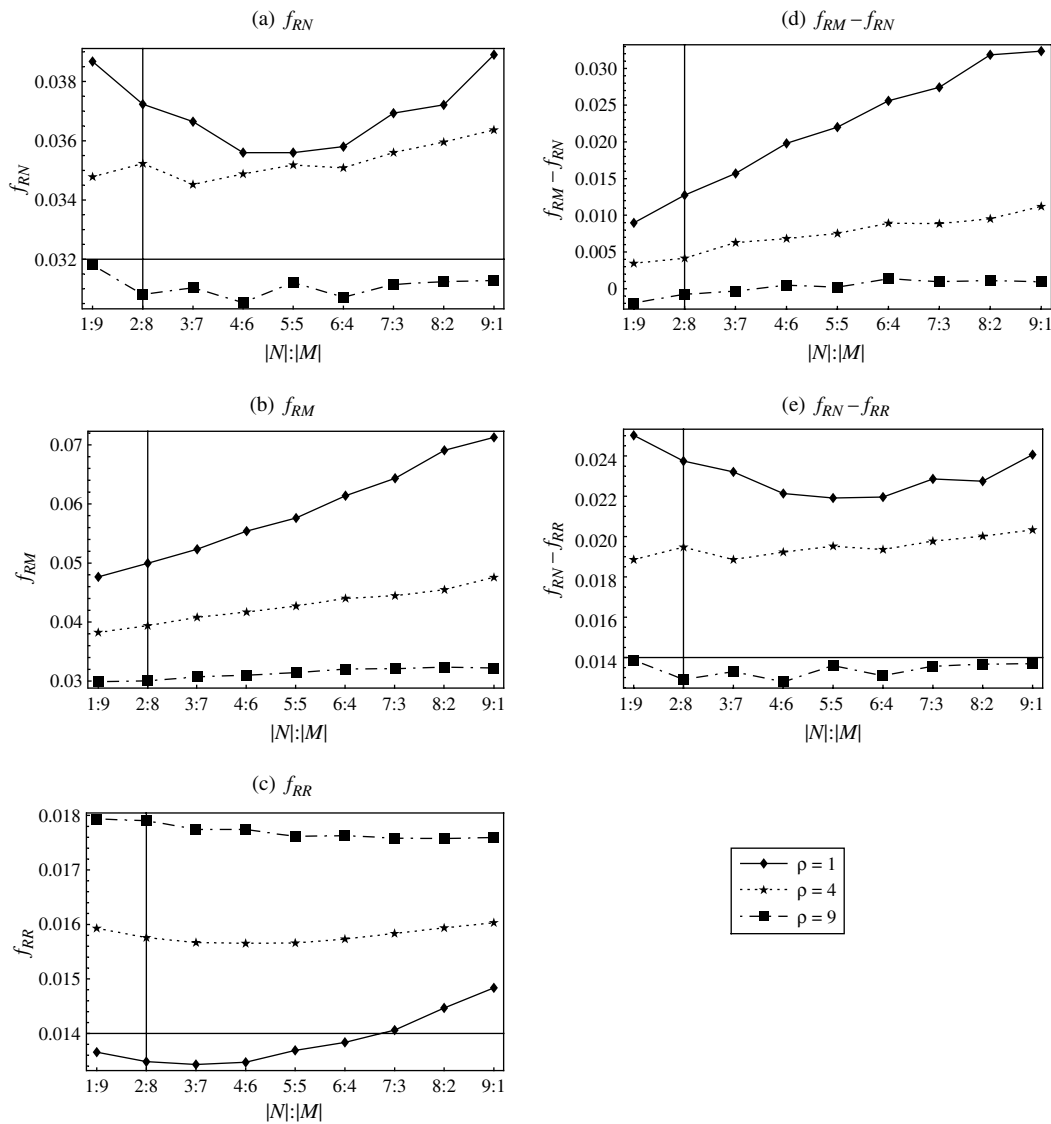 (a) f_RN
0.038
0.036
0.034
0.032
f_RN
1:9 2:8 3:7 4:6 5:5 6:4 7:3 8:2 9:1
|N|:|M|
(d) f_RM – f_RN
0.030
0.025
0.020
0.015
0.010
0.005
0
f_RM – f_RN
1:9 2:8 3:7 4:6 5:5 6:4 7:3 8:2 9:1
|N|:|M|
(b) f_RM
0.07
0.06
0.05
0.04
0.03
f_RM
1:9 2:8 3:7 4:6 5:5 6:4 7:3 8:2 9:1
|N|:|M|
(e) f_RN – f_RR
0.024
0.022
0.020
0.018
0.016
0.014
f_RN – f_RR
1:9 2:8 3:7 4:6 5:5 6:4 7:3 8:2 9:1
|N|:|M|
(c) f_RR
0.018
0.017
0.016
0.015
0.014
f_RR
1:9 2:8 3:7 4:6 5:5 6:4 7:3 8:2 9:1
|N|:|M|
ρ = 1
ρ = 4
ρ = 9